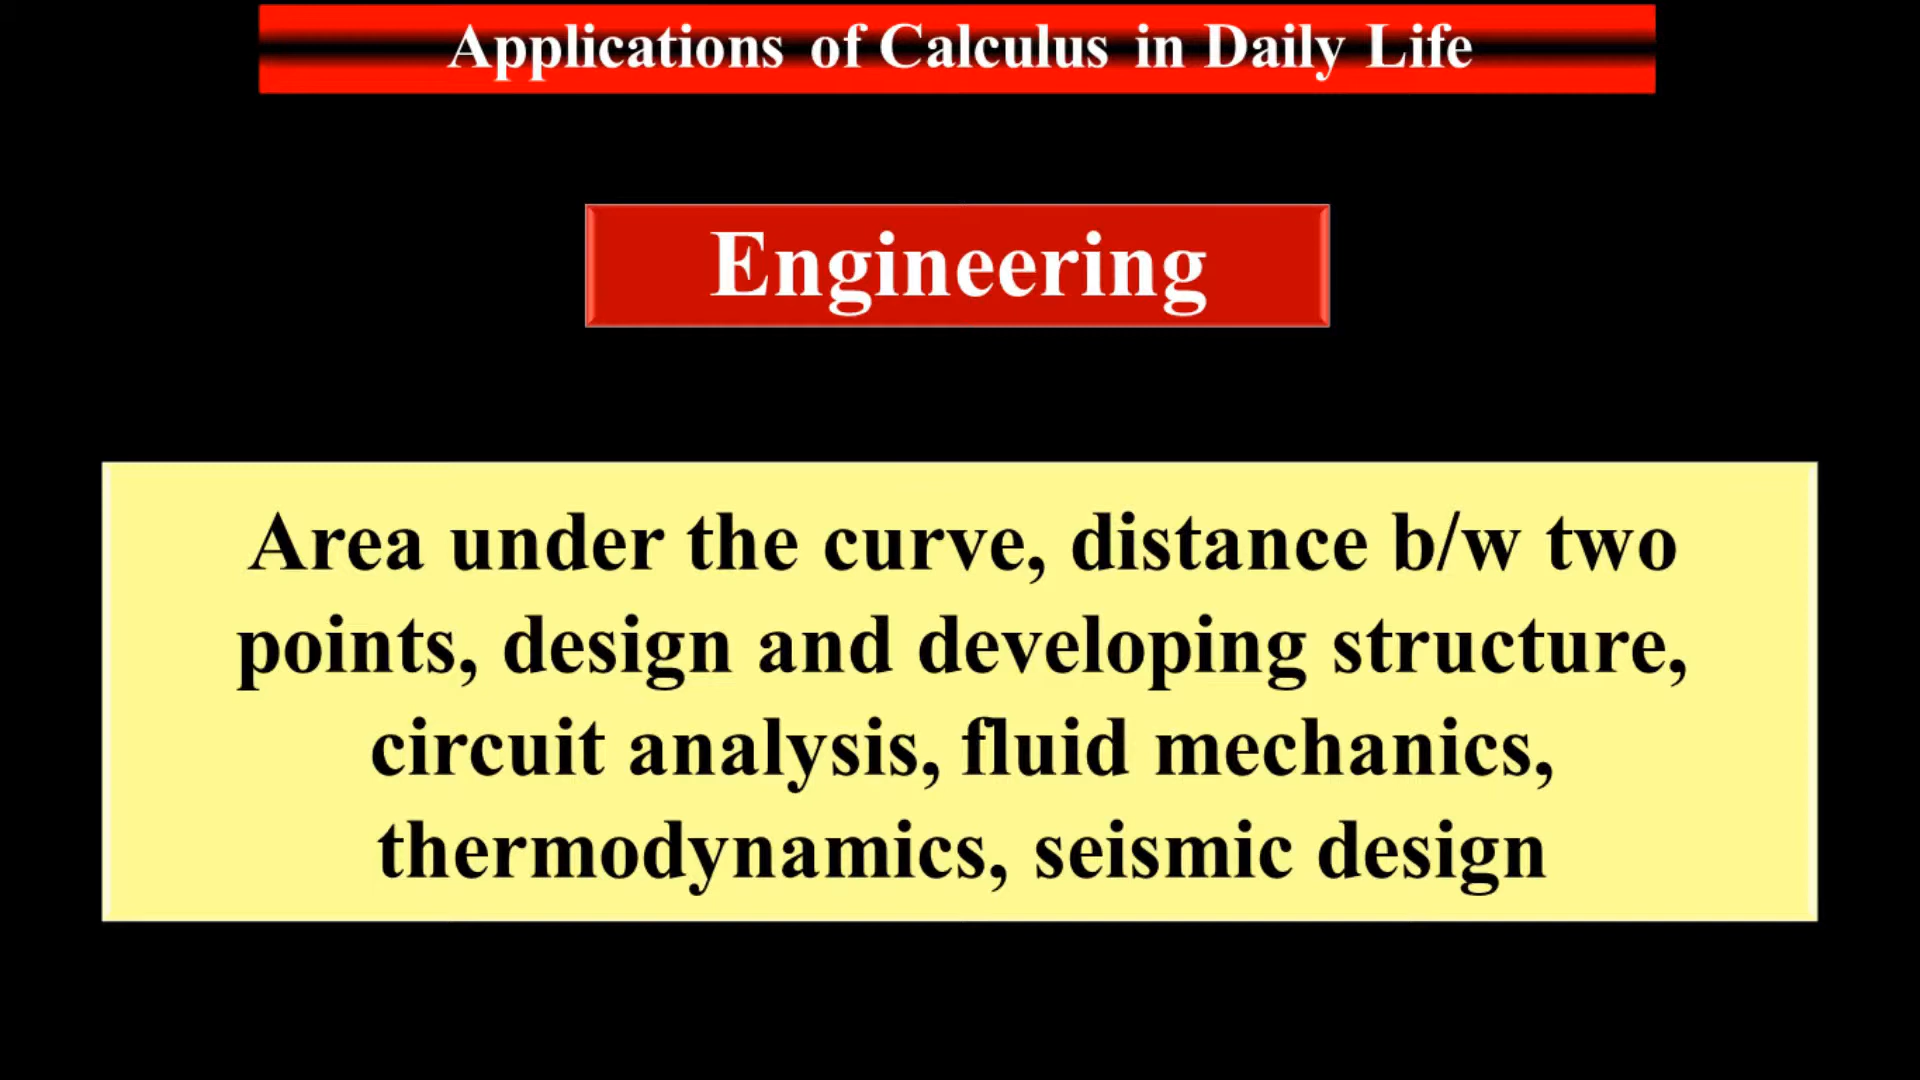 Applications of Calculus in Daily Life
Engineering
Area under the curve, distance b/w two
points, design and developing structure,
circuit analysis, fluid mechanics,
thermodynamics, seismic design